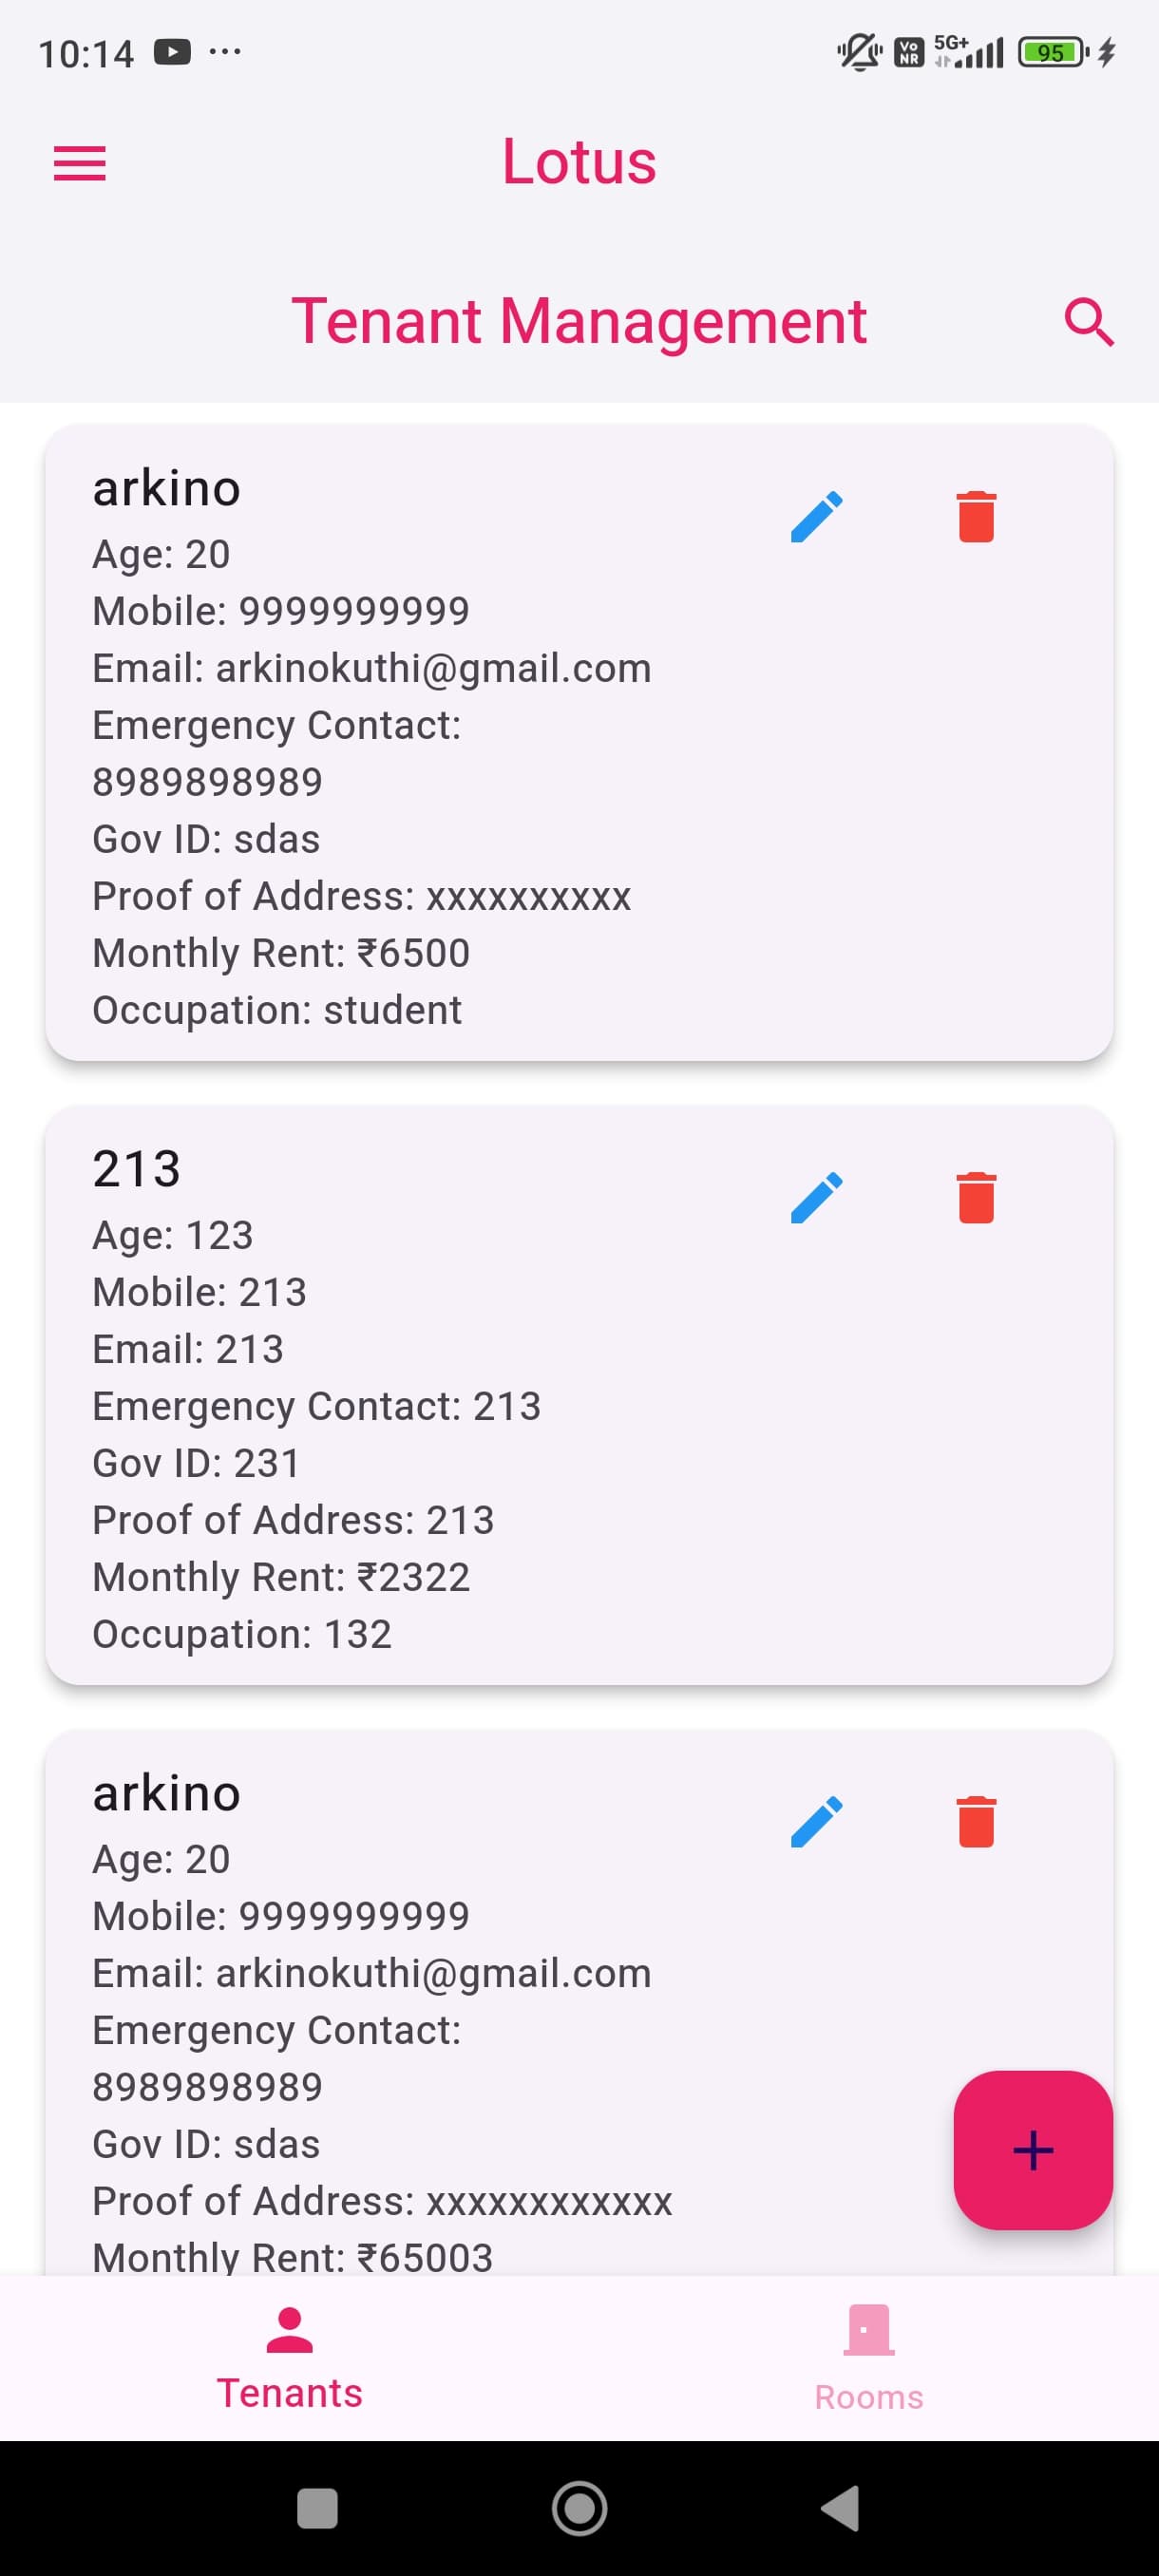 10:14
Vo NR
5G+
95
Lotus
Tenant Management
arkino
Age: 20
Mobile: 9999999999
Email: arkinokuthi@gmail.com
Emergency Contact:
8989898989
Gov ID: sdas
Proof of Address: xxxxxxxxxx
Monthly Rent: ₹6500
Occupation: student
213
Age: 123
Mobile: 213
Email: 213
Emergency Contact: 213
Gov ID: 231
Proof of Address: 213
Monthly Rent: ₹2322
Occupation: 132
arkino
Age: 20
Mobile: 9999999999
Email: arkinokuthi@gmail.com
Emergency Contact:
8989898989
Gov ID: sdas
Proof of Address: xxxxxxxxxxxx
Monthly Rent: ₹65003
Tenants
Rooms